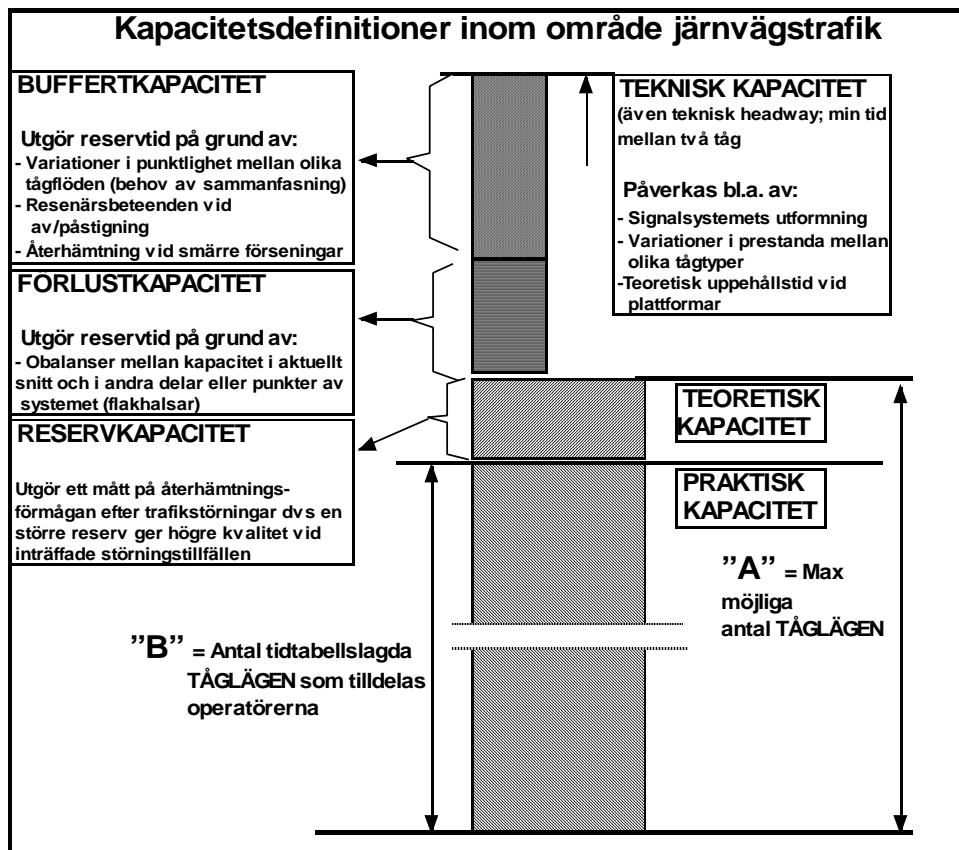 Kapacitetsdefinitioner inom område järnvägstrafik
BUFFERTKAPACITET
Utgör reservtid på grund av:
- Variationer i punktlighet mellan olika
tågflöden (behov av sammanfasning)
- Resenärsbeteenden vid
av/påstigning
- Återhämtning vid smärre förseningar
FÖRLUSTKAPACITET
Utgör reservtid på grund av:
- Obalanser mellan kapacitet i aktuellt
snitt och i andra delar eller punkter av
systemet (flakhalsar)
RESERVKAPACITET
Utgör ett mått på återhämtnings-
förmågan efter trafikstörningar dvs en
större reserv ger högre kvalitet vid
inträffade störningstillfällen
TEKNISK KAPACITET
(även teknisk headway; min tid
mellan två tåg
Påverkas bl.a. av:
- Signalsystemets utformning
- Variationer i prestanda mellan
olika tågtyper
-Teoretisk uppehållstid vid
plattformar
TEORETISK
KAPACITET
PRAKTISK
KAPACITET
”A” = Max
möjliga
antal TÅGLÄGEN
”B” = Antal tidtabellslagda
TÅGLÄGEN som tilldelas
operatörerna